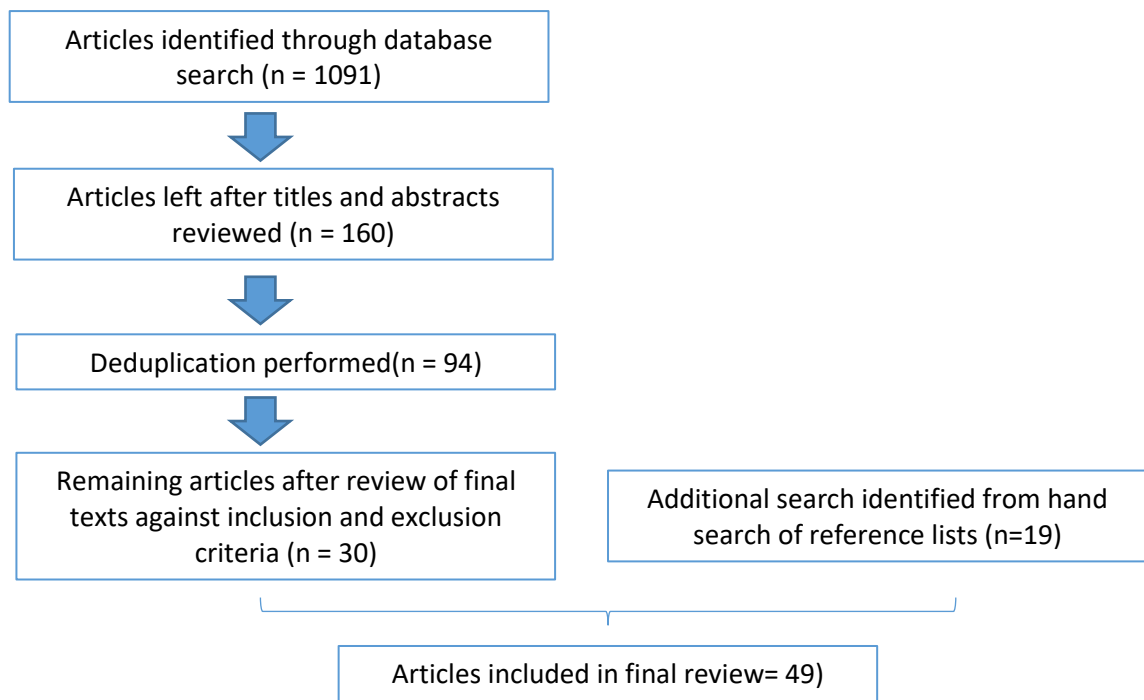 Articles identified through database
search (n = 1091)
Articles left after titles and abstracts
reviewed (n = 160)
Deduplication performed(n = 94)
Remaining articles after review of final
texts against inclusion and exclusion
criteria (n = 30)
Additional search identified from hand
search of reference lists (n=19)
Articles included in final review= 49)